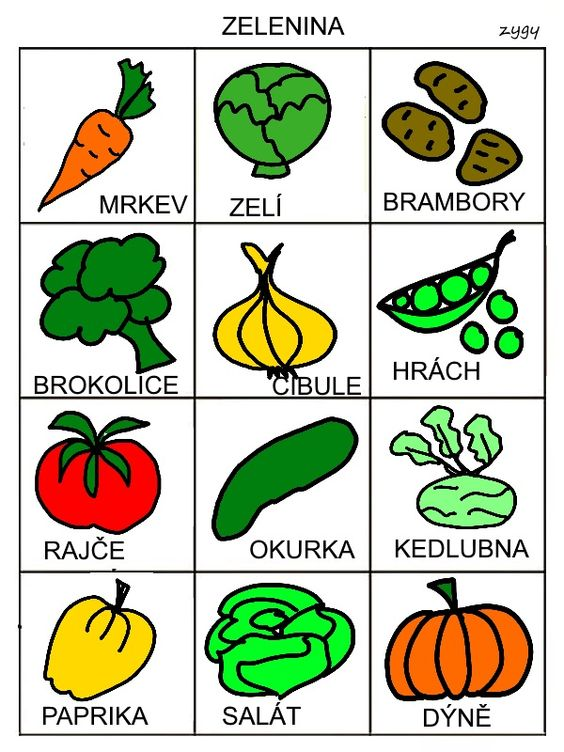 ZELENINA
zygy
MRKEV
ZELÍ
BRAMBORY
BROKOLICE
CIBULE
HRÁCH
RAJČE
OKURKA
KEDLUBNA
PAPRIKA
SALÁT
DÝNĚ